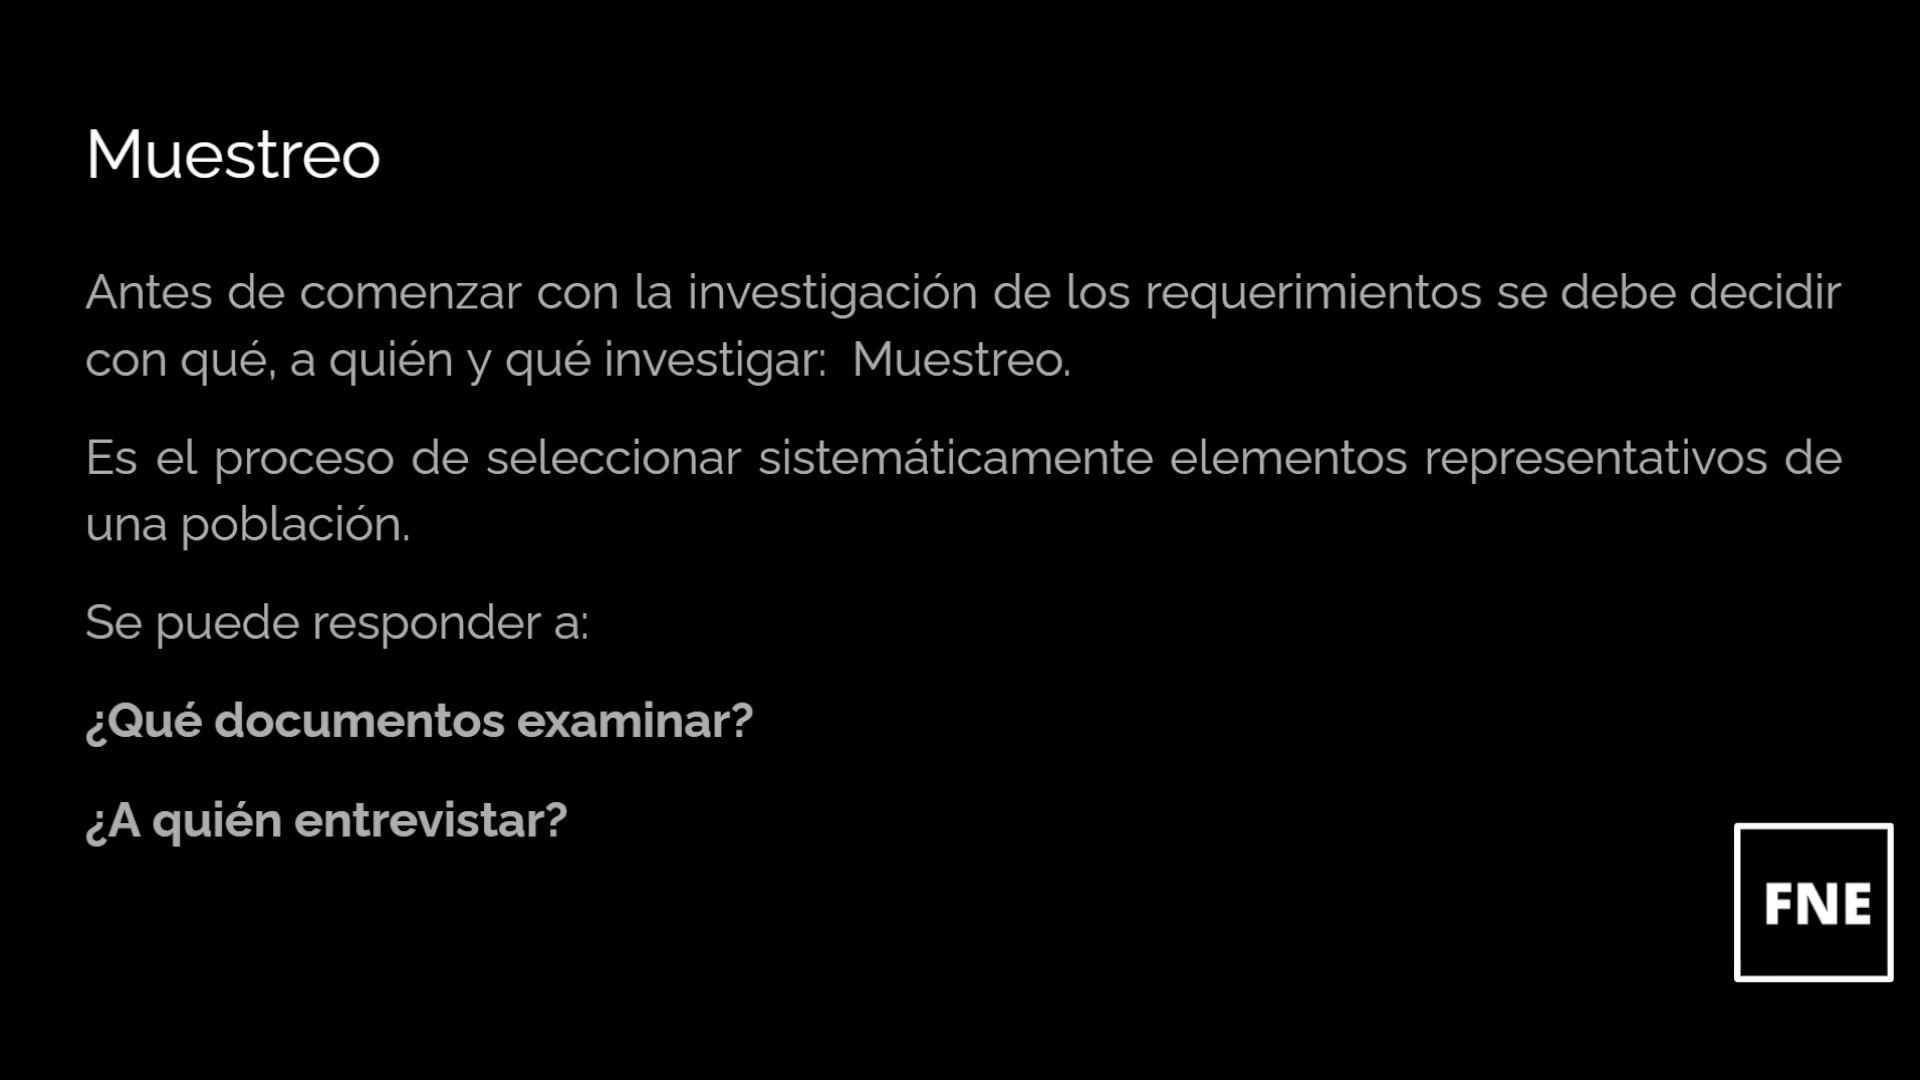 Muestreo
Antes de comenzar con la investigación de los requerimientos se debe decidir
con qué, a quién y qué investigar:  Muestreo.
Es el proceso de seleccionar sistemáticamente elementos representativos de
una población.
Se puede responder a:
¿Qué documentos examinar?
¿A quién entrevistar?
FNE